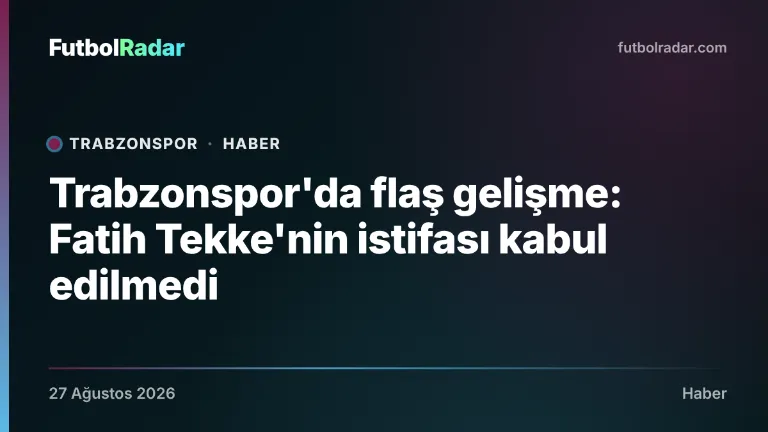 FutbolRadar
futbolradar.com
TRABZONSPOR · HABER
Trabzonspor'da flaş gelişme:
Fatih Tekke'nin istifası kabul
edilmedi
27 Ağustos 2026
Haber